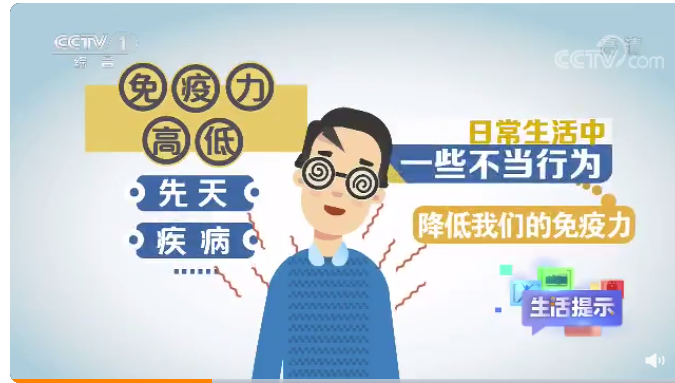 CCTV 1
综合
高清
CCTV.com
免疫力
高低
先天
疾病
日常生活中
一些不当行为
降低我们的免疫力
生活提示